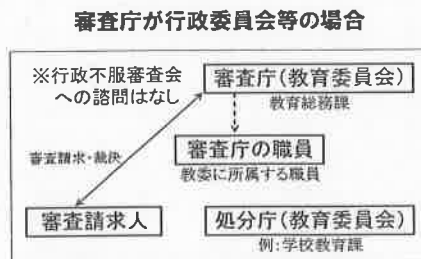 審査庁が行政委員会等の場合
※行政不服審査会
への諮問はなし
審査庁(教育委員会)
教育総務課
審査庁の職員
教委に所属する職員
審査請求・裁決
審査請求人
処分庁(教育委員会)
例:学校教育課